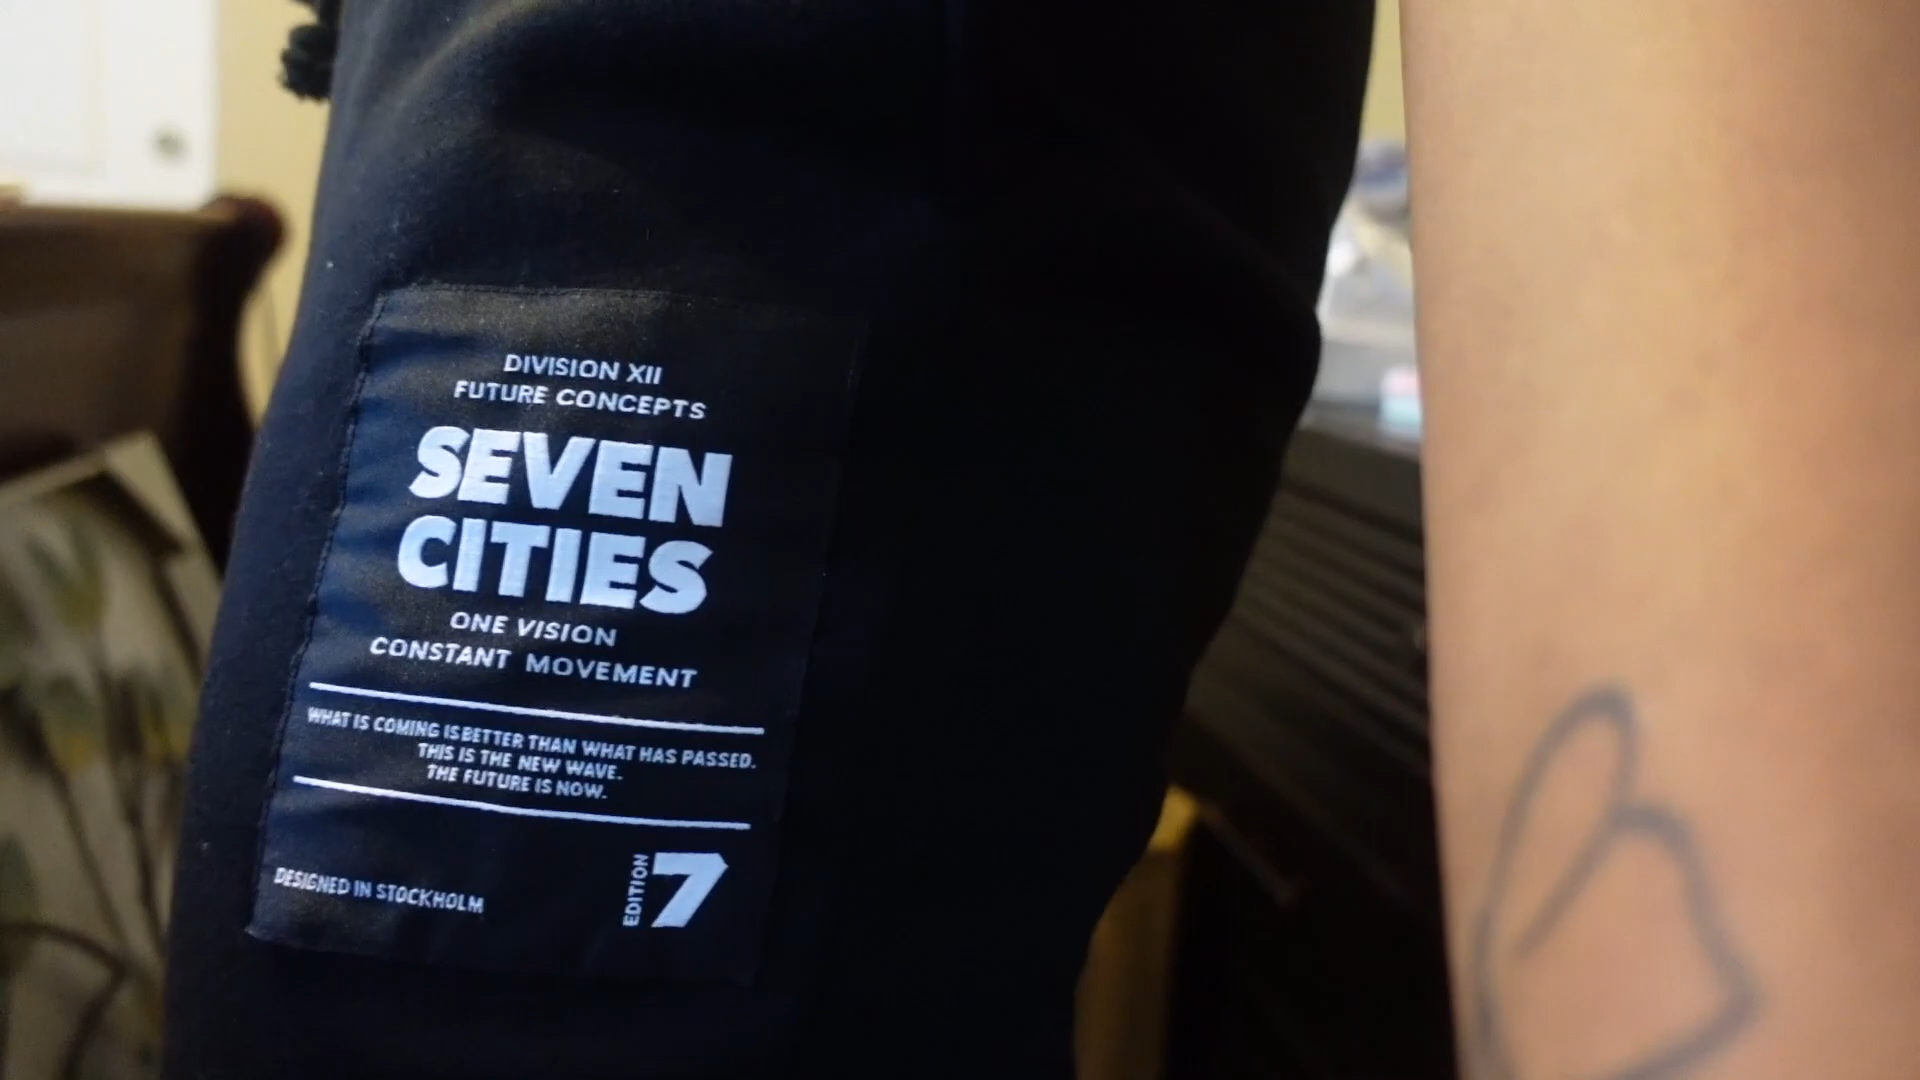 DIVISION XII
FUTURE CONCEPTS
SEVEN
CITIES
ONE VISION
CONSTANT MOVEMENT
WHAT IS COMING IS BETTER THAN WHAT HAS PASSED.
THIS IS THE NEW WAVE.
THE FUTURE IS NOW.
DESIGNED IN STOCKHOLM
EDITION 7